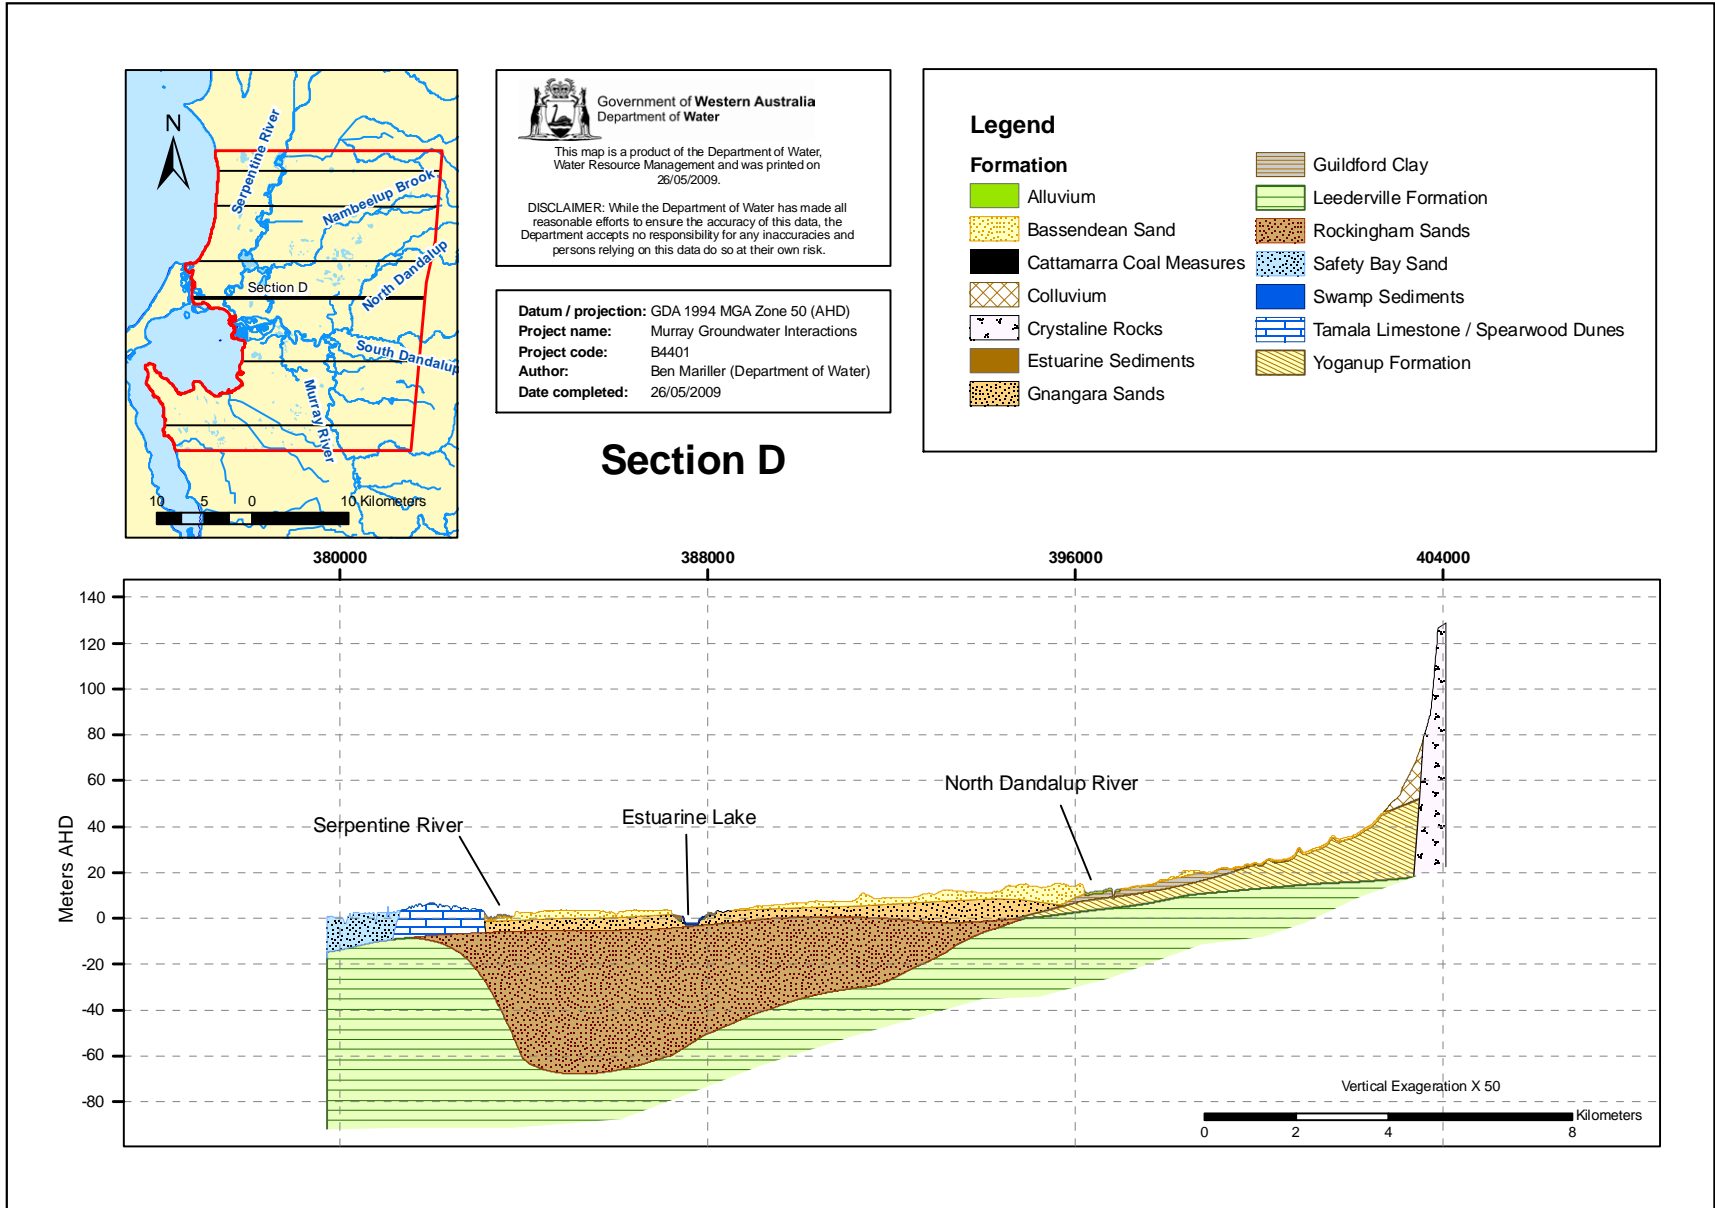 N
Serpentine River
Nambeelup Brook
North Dandalup
Section D
South Dandalup
Murray River
10 5 0 10 Kilometers
Government of Western Australia
Department of Water
This map is a product of the Department of Water,
Water Resource Management and was printed on
26/05/2009.
DISCLAIMER: While the Department of Water has made all
reasonable efforts to ensure the accuracy of this data, the
Department accepts no responsibility for any inaccuracies and
persons relying on this data do so at their own risk.
Datum / projection: GDA 1994 MGA Zone 50 (AHD)
Project name: Murray Groundwater Interactions
Project code: B4401
Author: Ben Mariller (Department of Water)
Date completed: 26/05/2009
Section D
Legend
Formation
Alluvium
Bassendean Sand
Cattamarra Coal Measures
Colluvium
Crystaline Rocks
Estuarine Sediments
Gnangara Sands
Guildford Clay
Leederville Formation
Rockingham Sands
Safety Bay Sand
Swamp Sediments
Tamala Limestone / Spearwood Dunes
Yoganup Formation
380000 388000 396000 404000
140
120
100
80
60
40
20
0
-20
-40
-60
-80
Meters AHD
Serpentine River
Estuarine Lake
North Dandalup River
Vertical Exageration X 50
Kilometers
0 2 4 8